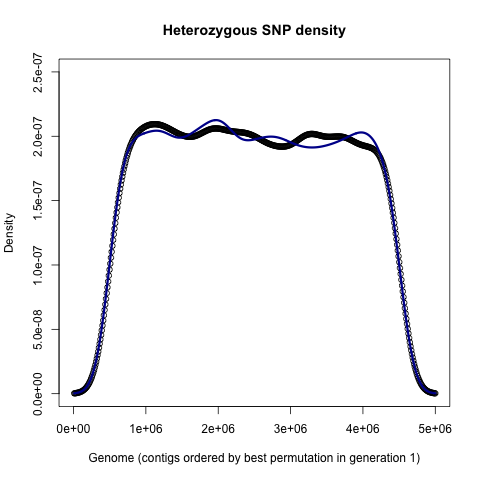 Heterozygous SNP density
Density
2.5e-07
2.0e-07
1.5e-07
1.0e-07
5.0e-08
0.0e+00
0e+00 1e+06 2e+06 3e+06 4e+06 5e+06
Genome (contigs ordered by best permutation in generation 1)